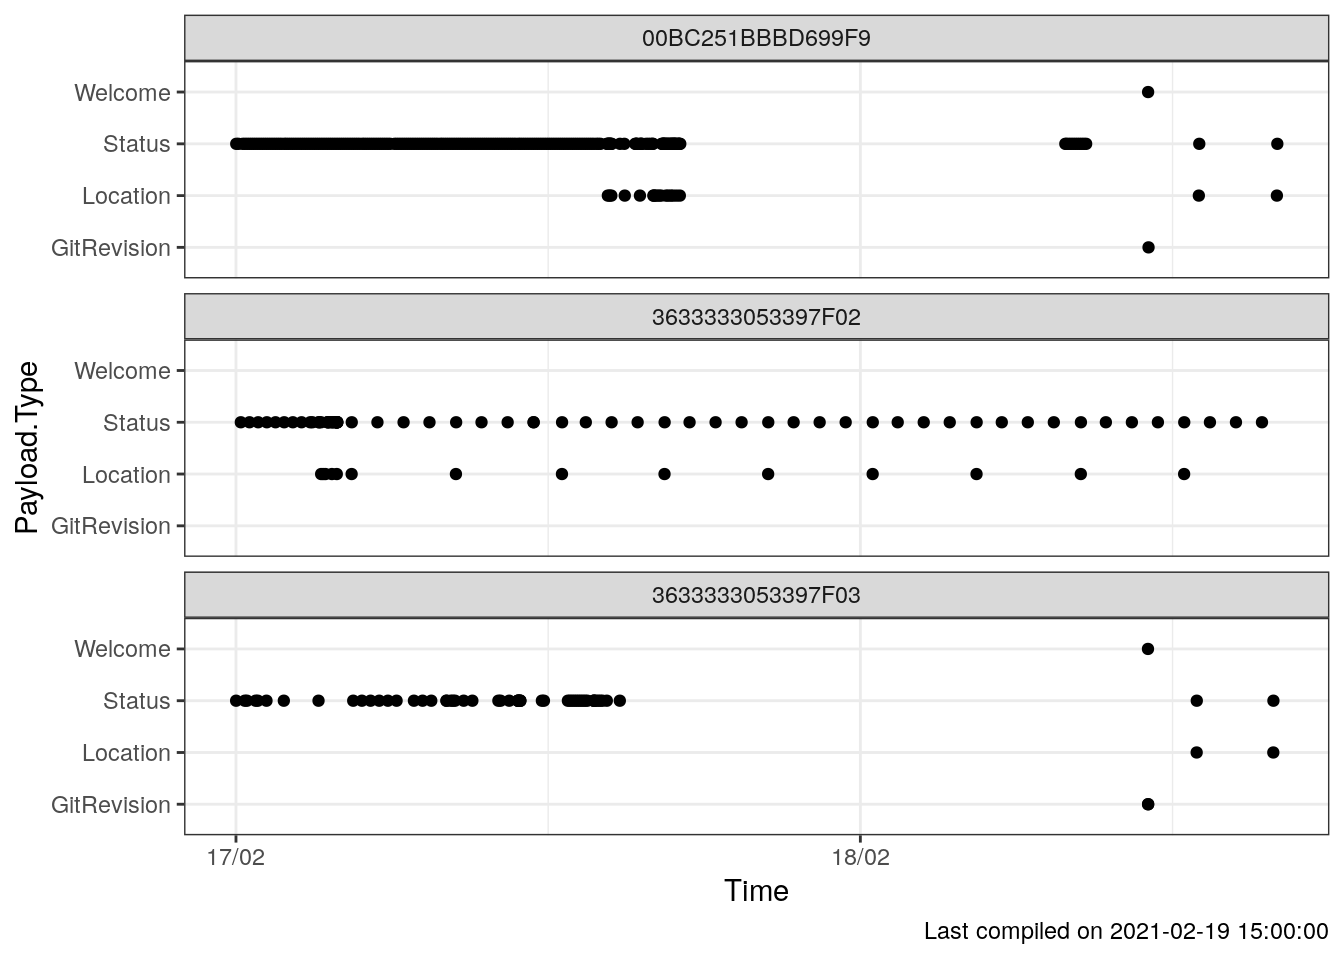 00BC251BBBD699F9
Welcome
Status
Location
GitRevision
3633333053397F02
Welcome
Status
Location
GitRevision
3633333053397F03
Welcome
Status
Location
GitRevision
Payload.Type
17/02
18/02
Time
Last compiled on 2021-02-19 15:00:00